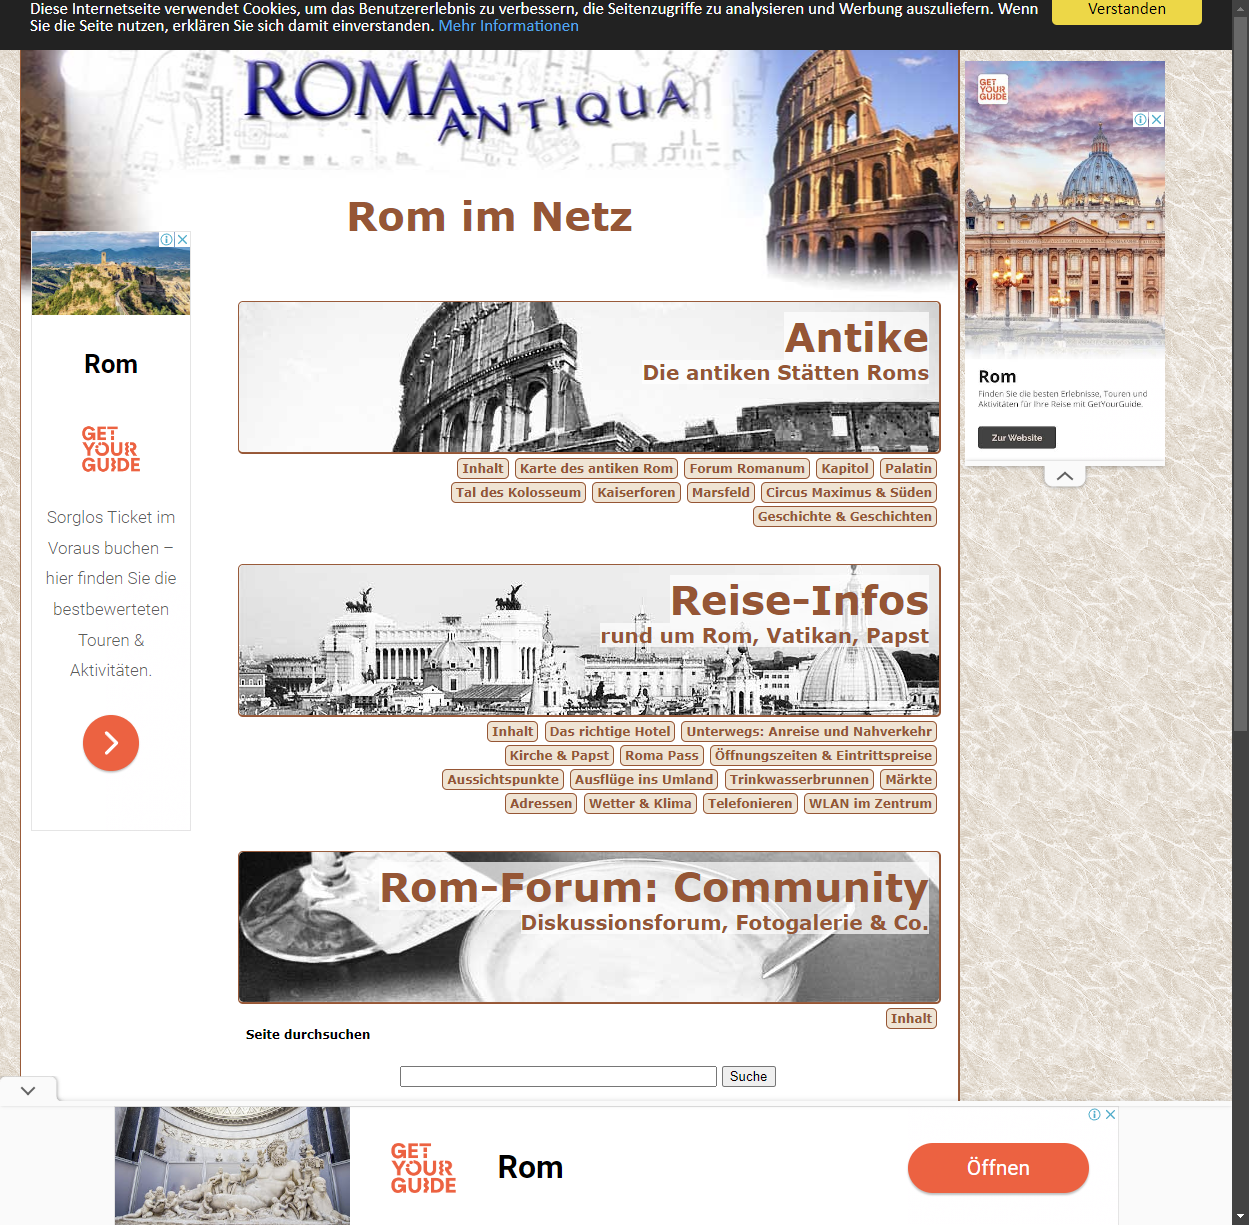 Diese Internetseite verwendet Cookies, um das Benutzererlebnis zu verbessern, die Seitenzugriffe zu analysieren und Werbung auszuliefern. Wenn
Sie die Seite nutzen, erklären Sie sich damit einverstanden. Mehr Informationen
Verstanden
ROMA
ANTIQUA
Rom im Netz
Rom
GET
YOUR
GUIDE
Sorglos Ticket im
Voraus buchen –
hier finden Sie die
bestbewerteten
Touren &
Aktivitäten.
Antike
Die antiken Stätten Roms
Inhalt Karte des antiken Rom Forum Romanum Kapitol Palatin
Tal des Kolosseum Kaiserforen Marsfeld Circus Maximus & Süden
Geschichte & Geschichten
Reise-Infos
rund um Rom, Vatikan, Papst
Inhalt Das richtige Hotel Unterwegs: Anreise und Nahverkehr
Kirche & Papst Roma Pass Öffnungszeiten & Eintrittspreise
Aussichtspunkte Ausflüge ins Umland Trinkwasserbrunnen Märkte
Adressen Wetter & Klima Telefonieren WLAN im Zentrum
Rom-Forum: Community
Diskussionsforum, Fotogalerie & Co.
Inhalt
Seite durchsuchen
Suche
GET
YOUR
GUIDE
Rom
Finden Sie die besten Erlebnisse, Touren und
Aktivitäten für Ihre Reise mit GetYourGuide.
Zur Website
GET
YOUR
GUIDE
Rom
Öffnen